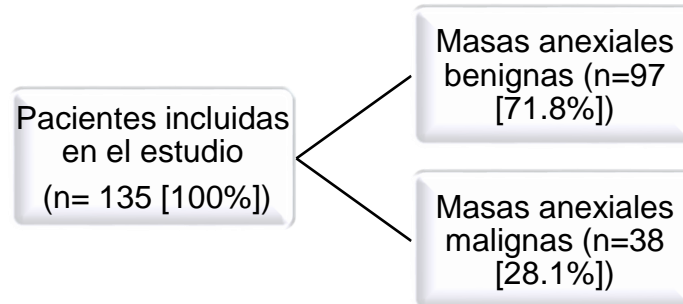 Pacientes incluidas
en el estudio
(n= 135 [100%])
Masas anexiales
benignas (n=97
[71.8%])
Masas anexiales
malignas (n=38
[28.1%])